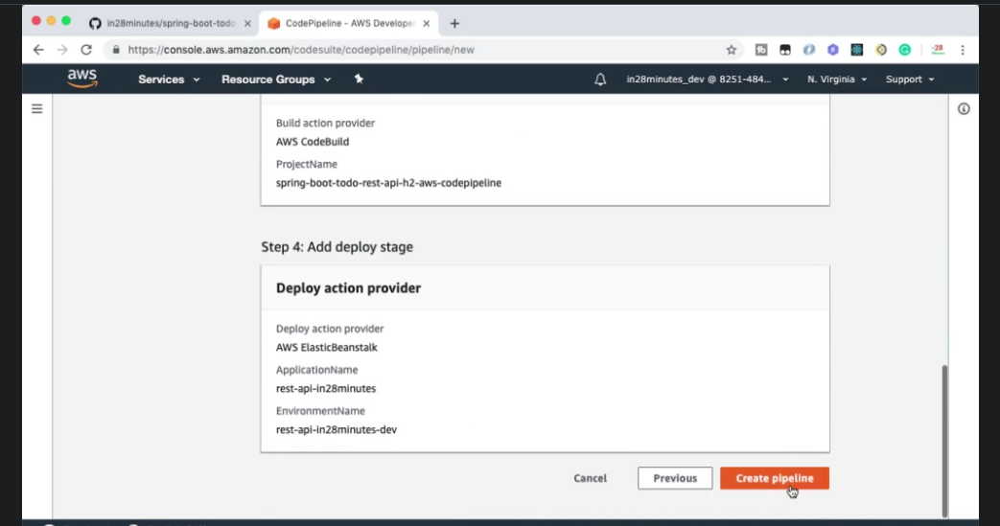 in28minutes/spring-boot-todo
CodePipeline - AWS Developer
https://console.aws.amazon.com/codesuite/codepipeline/pipeline/new
aws
Services
Resource Groups
in28minutes_dev @ 8251-484...
N. Virginia
Support
Build action provider
AWS CodeBuild
ProjectName
spring-boot-todo-rest-api-h2-aws-codepipeline
Step 4: Add deploy stage
Deploy action provider
Deploy action provider
AWS ElasticBeanstalk
ApplicationName
rest-api-in28minutes
EnvironmentName
rest-api-in28minutes-dev
Cancel
Previous
Create pipeline